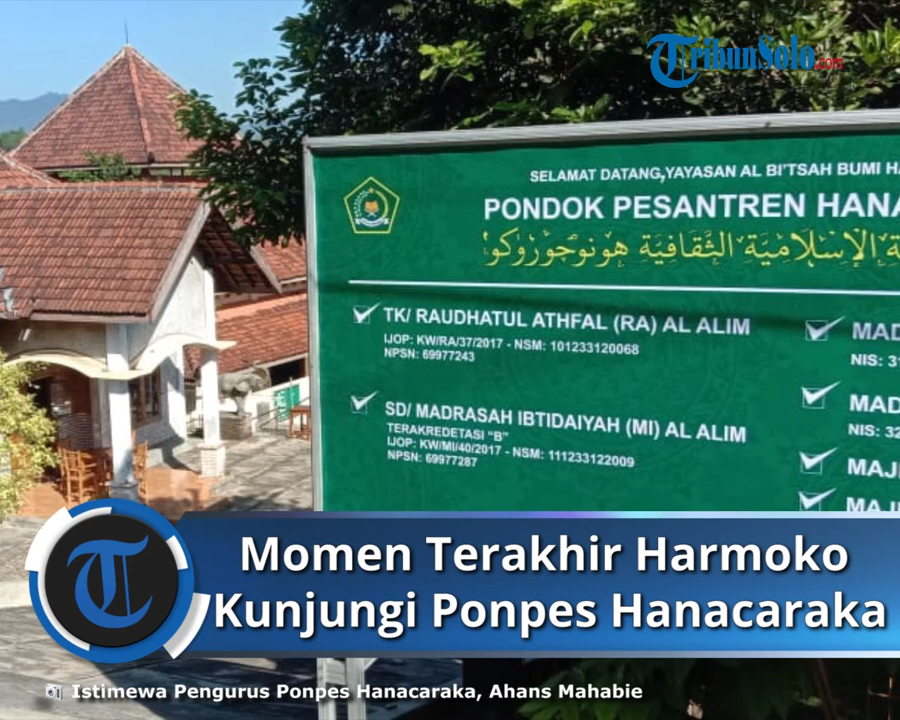 TribunSolo.com
SELAMAT DATANG,YAYASAN AL BI'TSAH BUMI HA
PONDOK PESANTREN HANA
الإسلامية الثقافية هونوچوروكو
TK/ RAUDHATUL ATHFAL (RA) AL ALIM
IJOP: KW/RA/37/2017 - NSM: 101233120068
NPSN: 69977243
SD/ MADRASAH IBTIDAIYAH (MI) AL ALIM
TERAKREDETASI "B"
IJOP: KW/MI/40/2017 - NSM: 111233122009
NPSN: 69977287
MAD
NIS: 3
MAD
NIS: 32
MAJ
MAJ
Momen Terakhir Harmoko
Kunjungi Ponpes Hanacaraka
Istimewa Pengurus Ponpes Hanacaraka, Ahans Mahabie